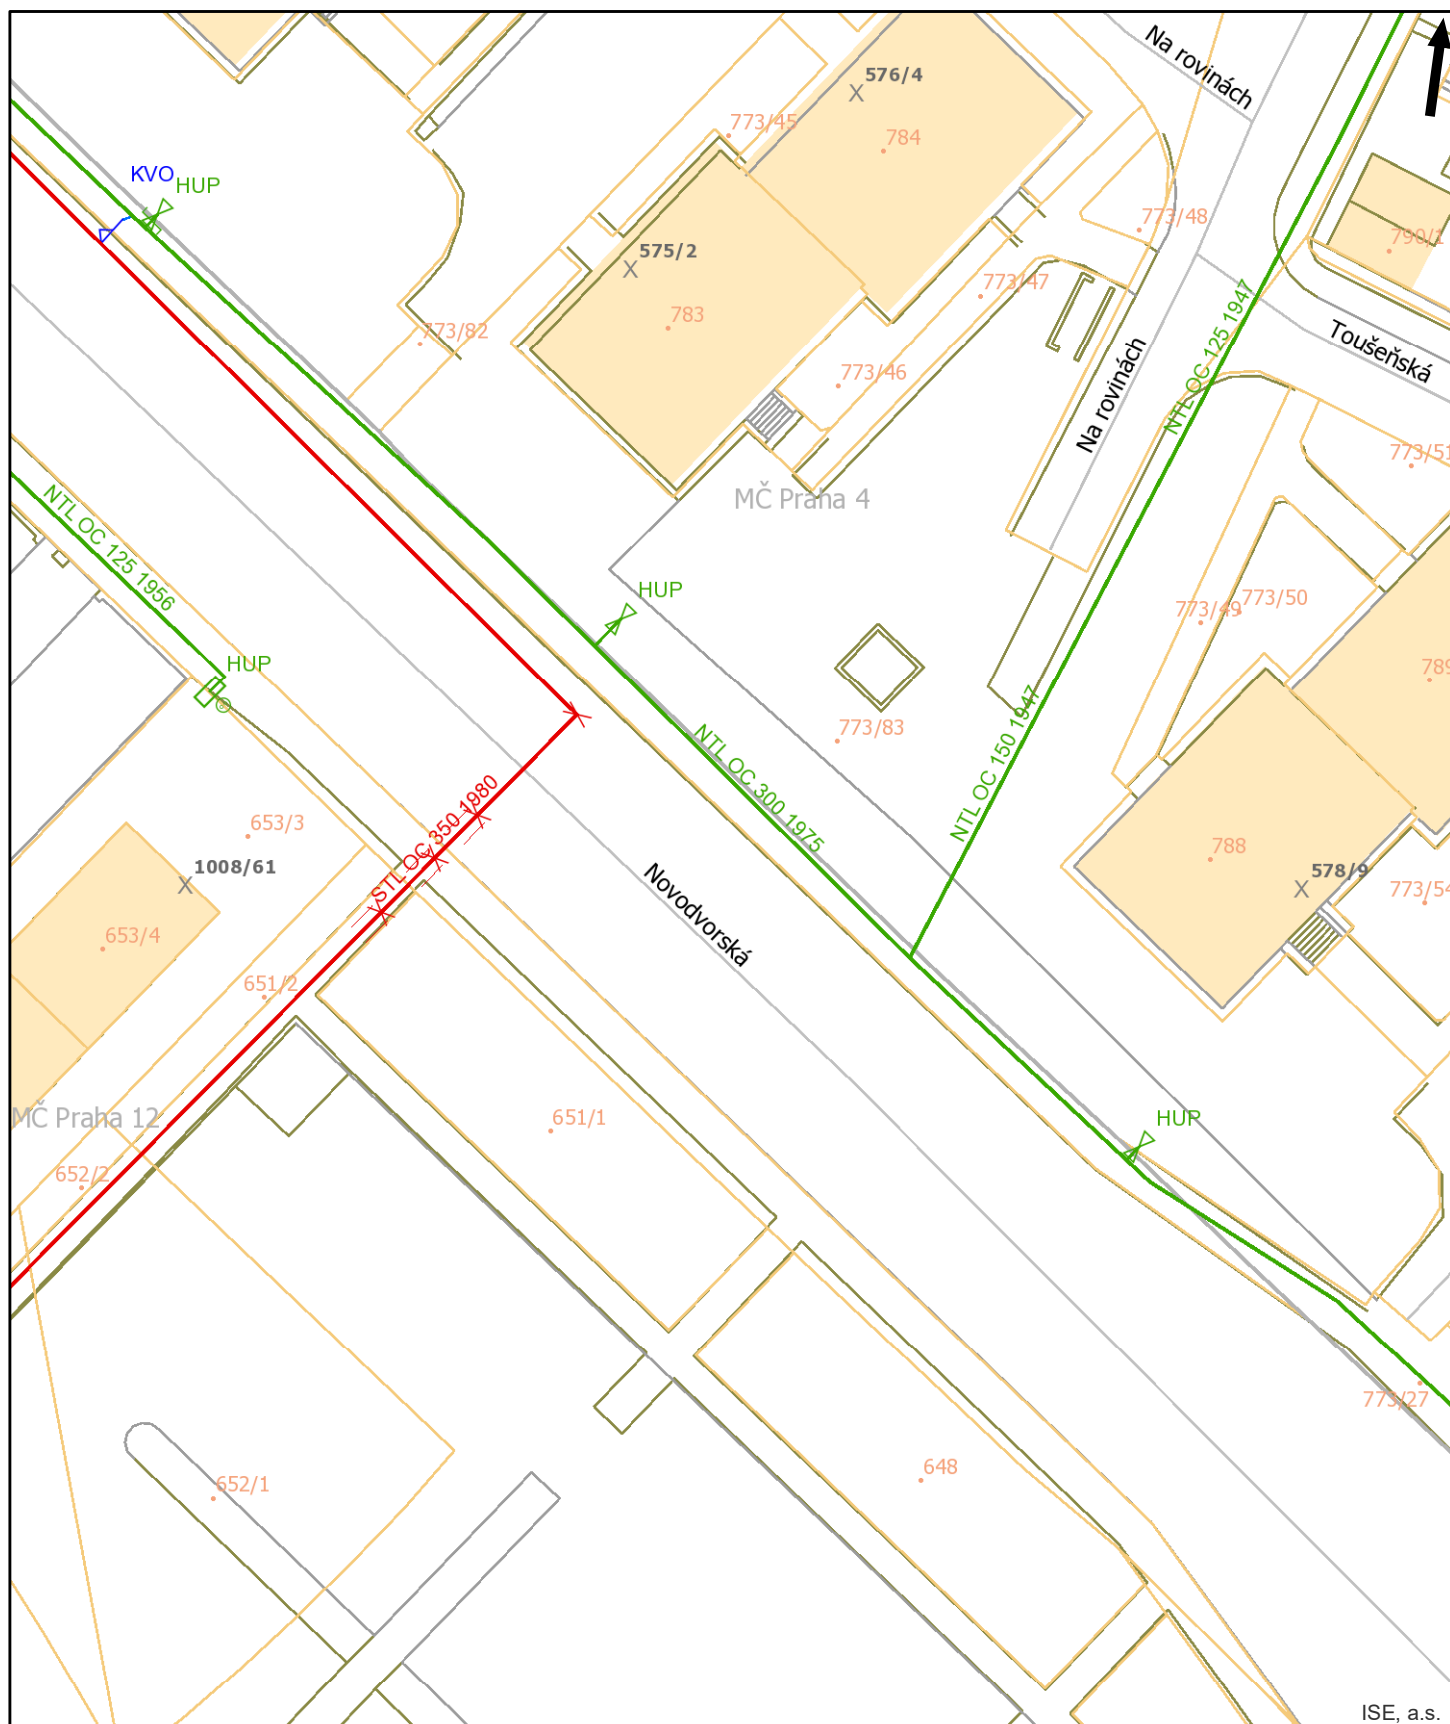 Na rovinách
576/4
773/45
784
KVO
HUP
773/48
790/1
575/2
773/47
783
773/82
NTL OC 125 1947
Toušeňská
773/46
Na rovinách
773/51
MČ Praha 4
NTL OC 125 1956
HUP
773/49
773/50
HUP
789
773/83
NTL OC 300 1975
NTL OC 150 1947
STL OC 350 1980
653/3
788
1008/61
578/9
773/54
Novodvorská
653/4
651/2
MČ Praha 12
651/1
HUP
652/2
773/27
648
652/1
ISE, a.s.